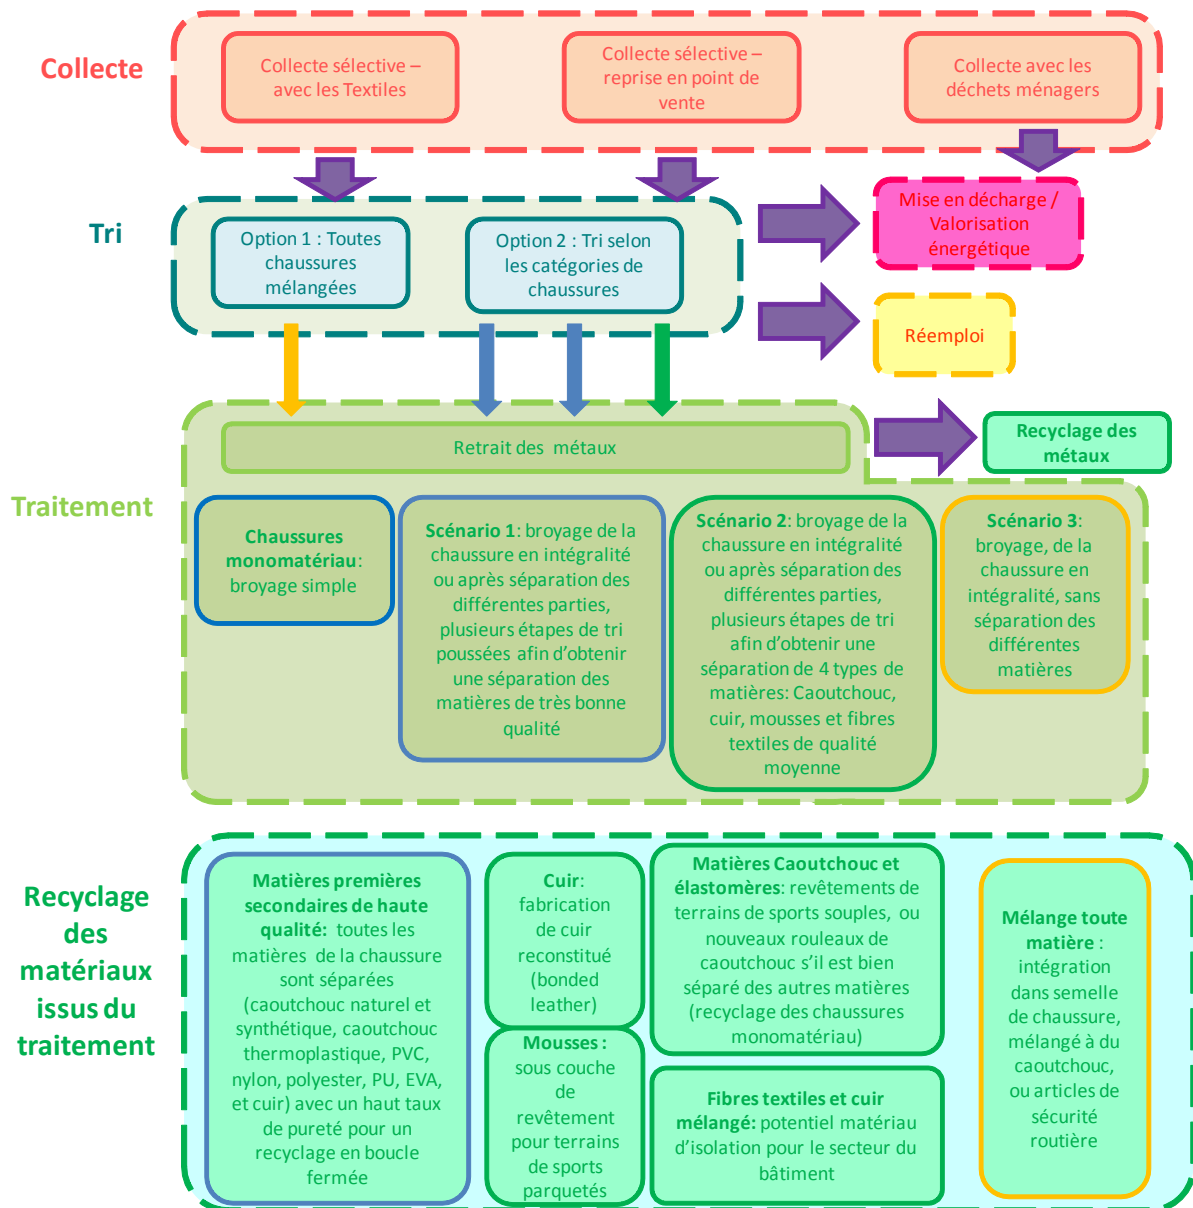 Collecte
Collecte sélective –
avec les Textiles
Collecte sélective –
reprise en point de
vente
Collecte avec les
déchets ménagers
Tri
Option 1 : Toutes
chaussures
mélangées
Option 2 : Tri selon
les catégories de
chaussures
Mise en décharge /
Valorisation
énergétique
Réemploi
Traitement
Retrait des métaux
Recyclage des
métaux
Chaussures
monomatériau:
broyage simple
Scénario 1: broyage de la
chaussure en intégralité
ou après séparation des
différentes parties,
plusieurs étapes de tri
poussées afin d’obtenir
une séparation des
matières de très bonne
qualité
Scénario 2: broyage de la
chaussure en intégralité
ou après séparation des
différentes parties,
plusieurs étapes de tri
afin d’obtenir une
séparation de 4 types de
matières: Caoutchouc,
cuir, mousses et fibres
textiles de qualité
moyenne
Scénario 3:
broyage, de la
chaussure en
intégralité, sans
séparation des
différentes
matières
Recyclage
des
matériaux
issus du
traitement
Matières premières
secondaires de haute
qualité: toutes les
matières de la chaussure
sont séparées
(caoutchouc naturel et
synthétique, caoutchouc
thermoplastique, PVC,
nylon, polyester, PU, EVA,
et cuir) avec un haut taux
de pureté pour un
recyclage en boucle
fermée
Cuir:
fabrication
de cuir
reconstitué
(bonded
leather)
Mousses :
sous couche
de
revêtement
pour terrains
de sports
parquetés
Matières Caoutchouc et
élastomères: revêtements de
terrains de sports souples, ou
nouveaux rouleaux de
caoutchouc s’il est bien
séparé des autres matières
(recyclage des chaussures
monomatériau)
Fibres textiles et cuir
mélangé: potentiel matériau
d’isolation pour le secteur du
bâtiment
Mélange toute
matière :
intégration
dans semelle
de chaussure,
mélangé à du
caoutchouc,
ou articles de
sécurité
routière